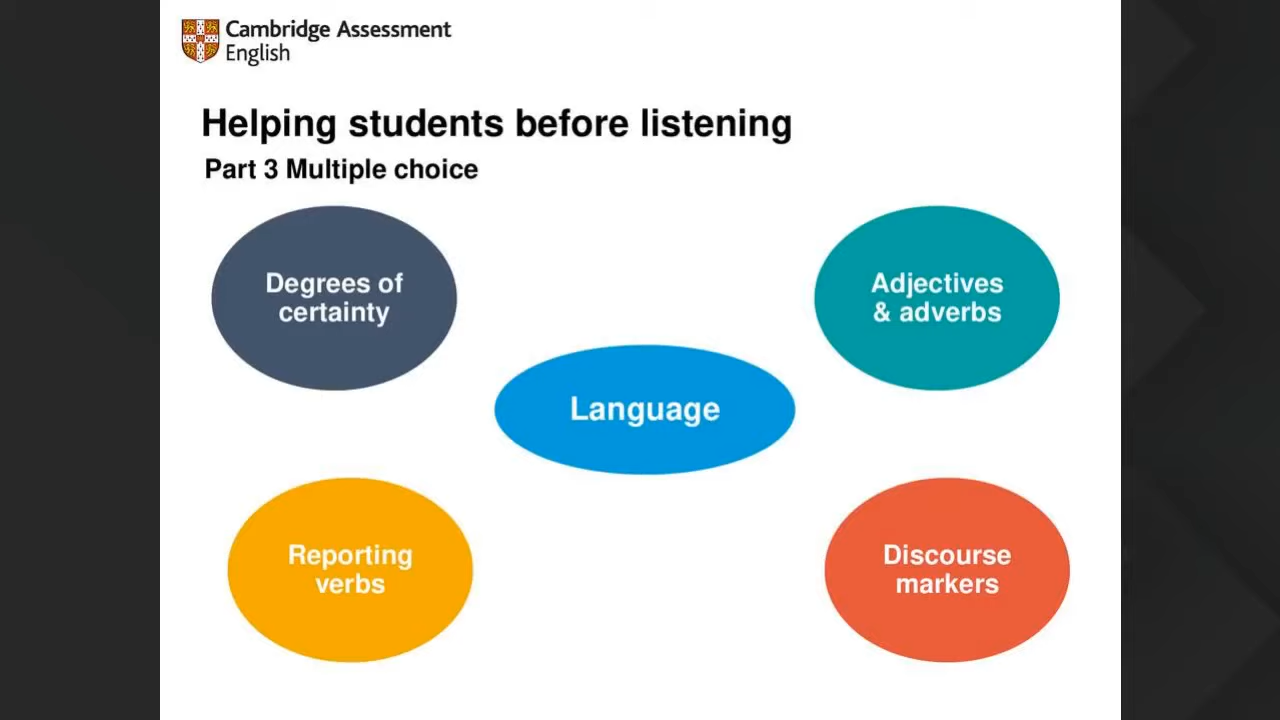 Cambridge Assessment
English
Helping students before listening
Part 3 Multiple choice
Degrees of
certainty
Adjectives
& adverbs
Language
Reporting
verbs
Discourse
markers